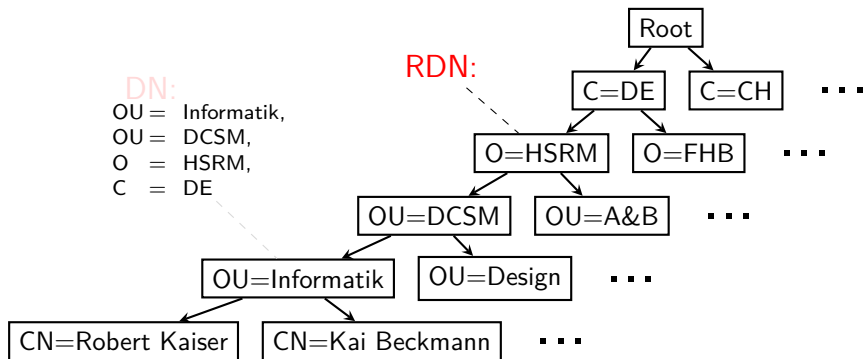 Root
RDN:
DN:
C=DE C=CH ...
OU = Informatik,
OU = DCSM,
O=HSRM O=FHB ...
O = HSRM,
C = DE
OU=DCSM OU=A&B ...
OU=Informatik OU=Design ...
CN=Robert Kaiser CN=Kai Beckmann ...